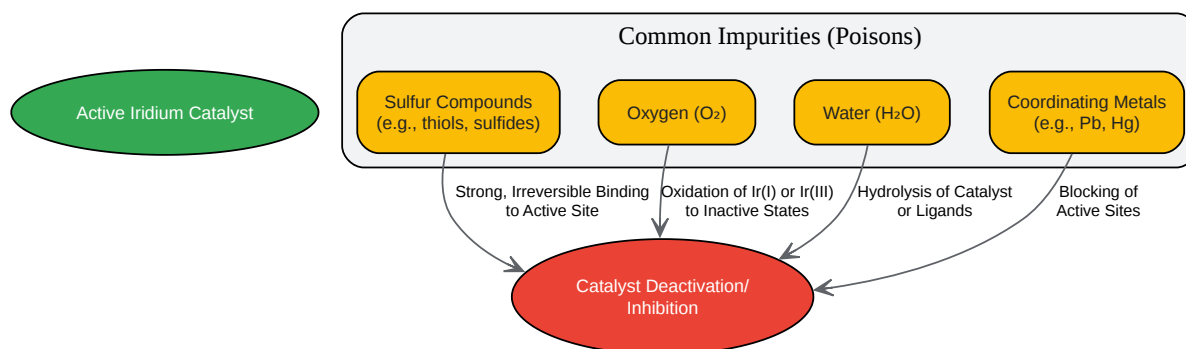 Common Impurities (Poisons)
Active Iridium Catalyst
Sulfur Compounds
(e.g., thiols, sulfides)
Oxygen (O₂)
Water (H₂O)
Coordinating Metals
(e.g., Pb, Hg)
Strong, Irreversible Binding
to Active Site
Oxidation of Ir(I) or Ir(III)
to Inactive States
Hydrolysis of Catalyst
or Ligands
Blocking of
Active Sites
Catalyst Deactivation/
Inhibition